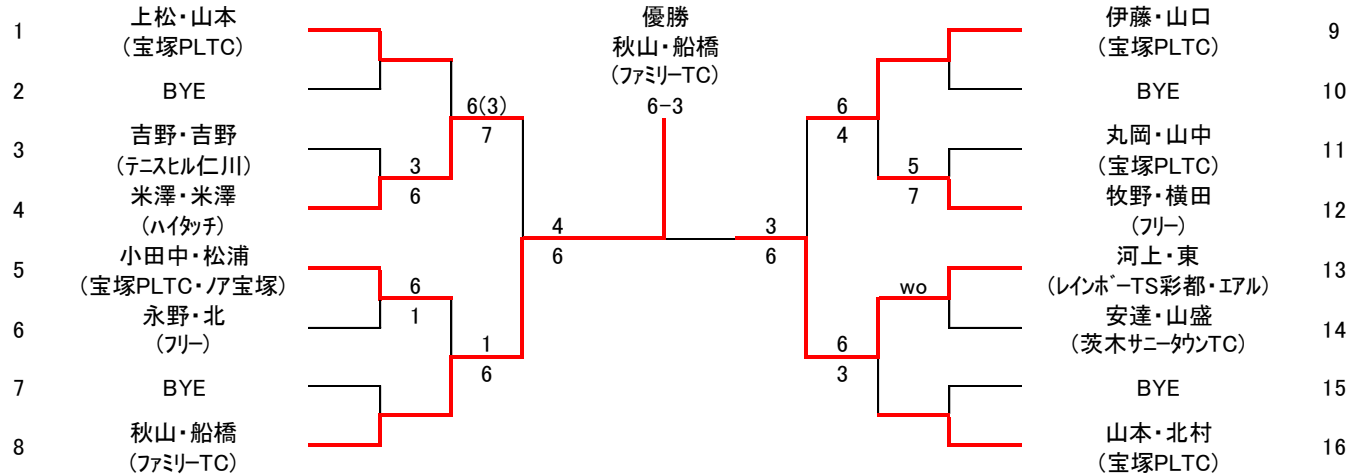 1
上松・山本
(宝塚PLTC)
2
BYE
3
吉野・吉野
(テニスヒル仁川)
4
米澤・米澤
(ハイタッチ)
5
小田中・松浦
(宝塚PLTC・ノア宝塚)
6
永野・北
(フリー)
7
BYE
8
秋山・船橋
(ファミリーTC)
3
6
6
1
6(3)
7
1
6
4
6
優勝
秋山・船橋
(ファミリーTC)
6-3
3
6
6
4
6
3
5
7
wo
伊藤・山口
(宝塚PLTC)
9
BYE
10
丸岡・山中
(宝塚PLTC)
11
牧野・横田
(フリー)
12
河上・東
(レインボーTS彩都・エアル)
13
安達・山盛
(茨木サニータウンTC)
14
BYE
15
山本・北村
(宝塚PLTC)
16